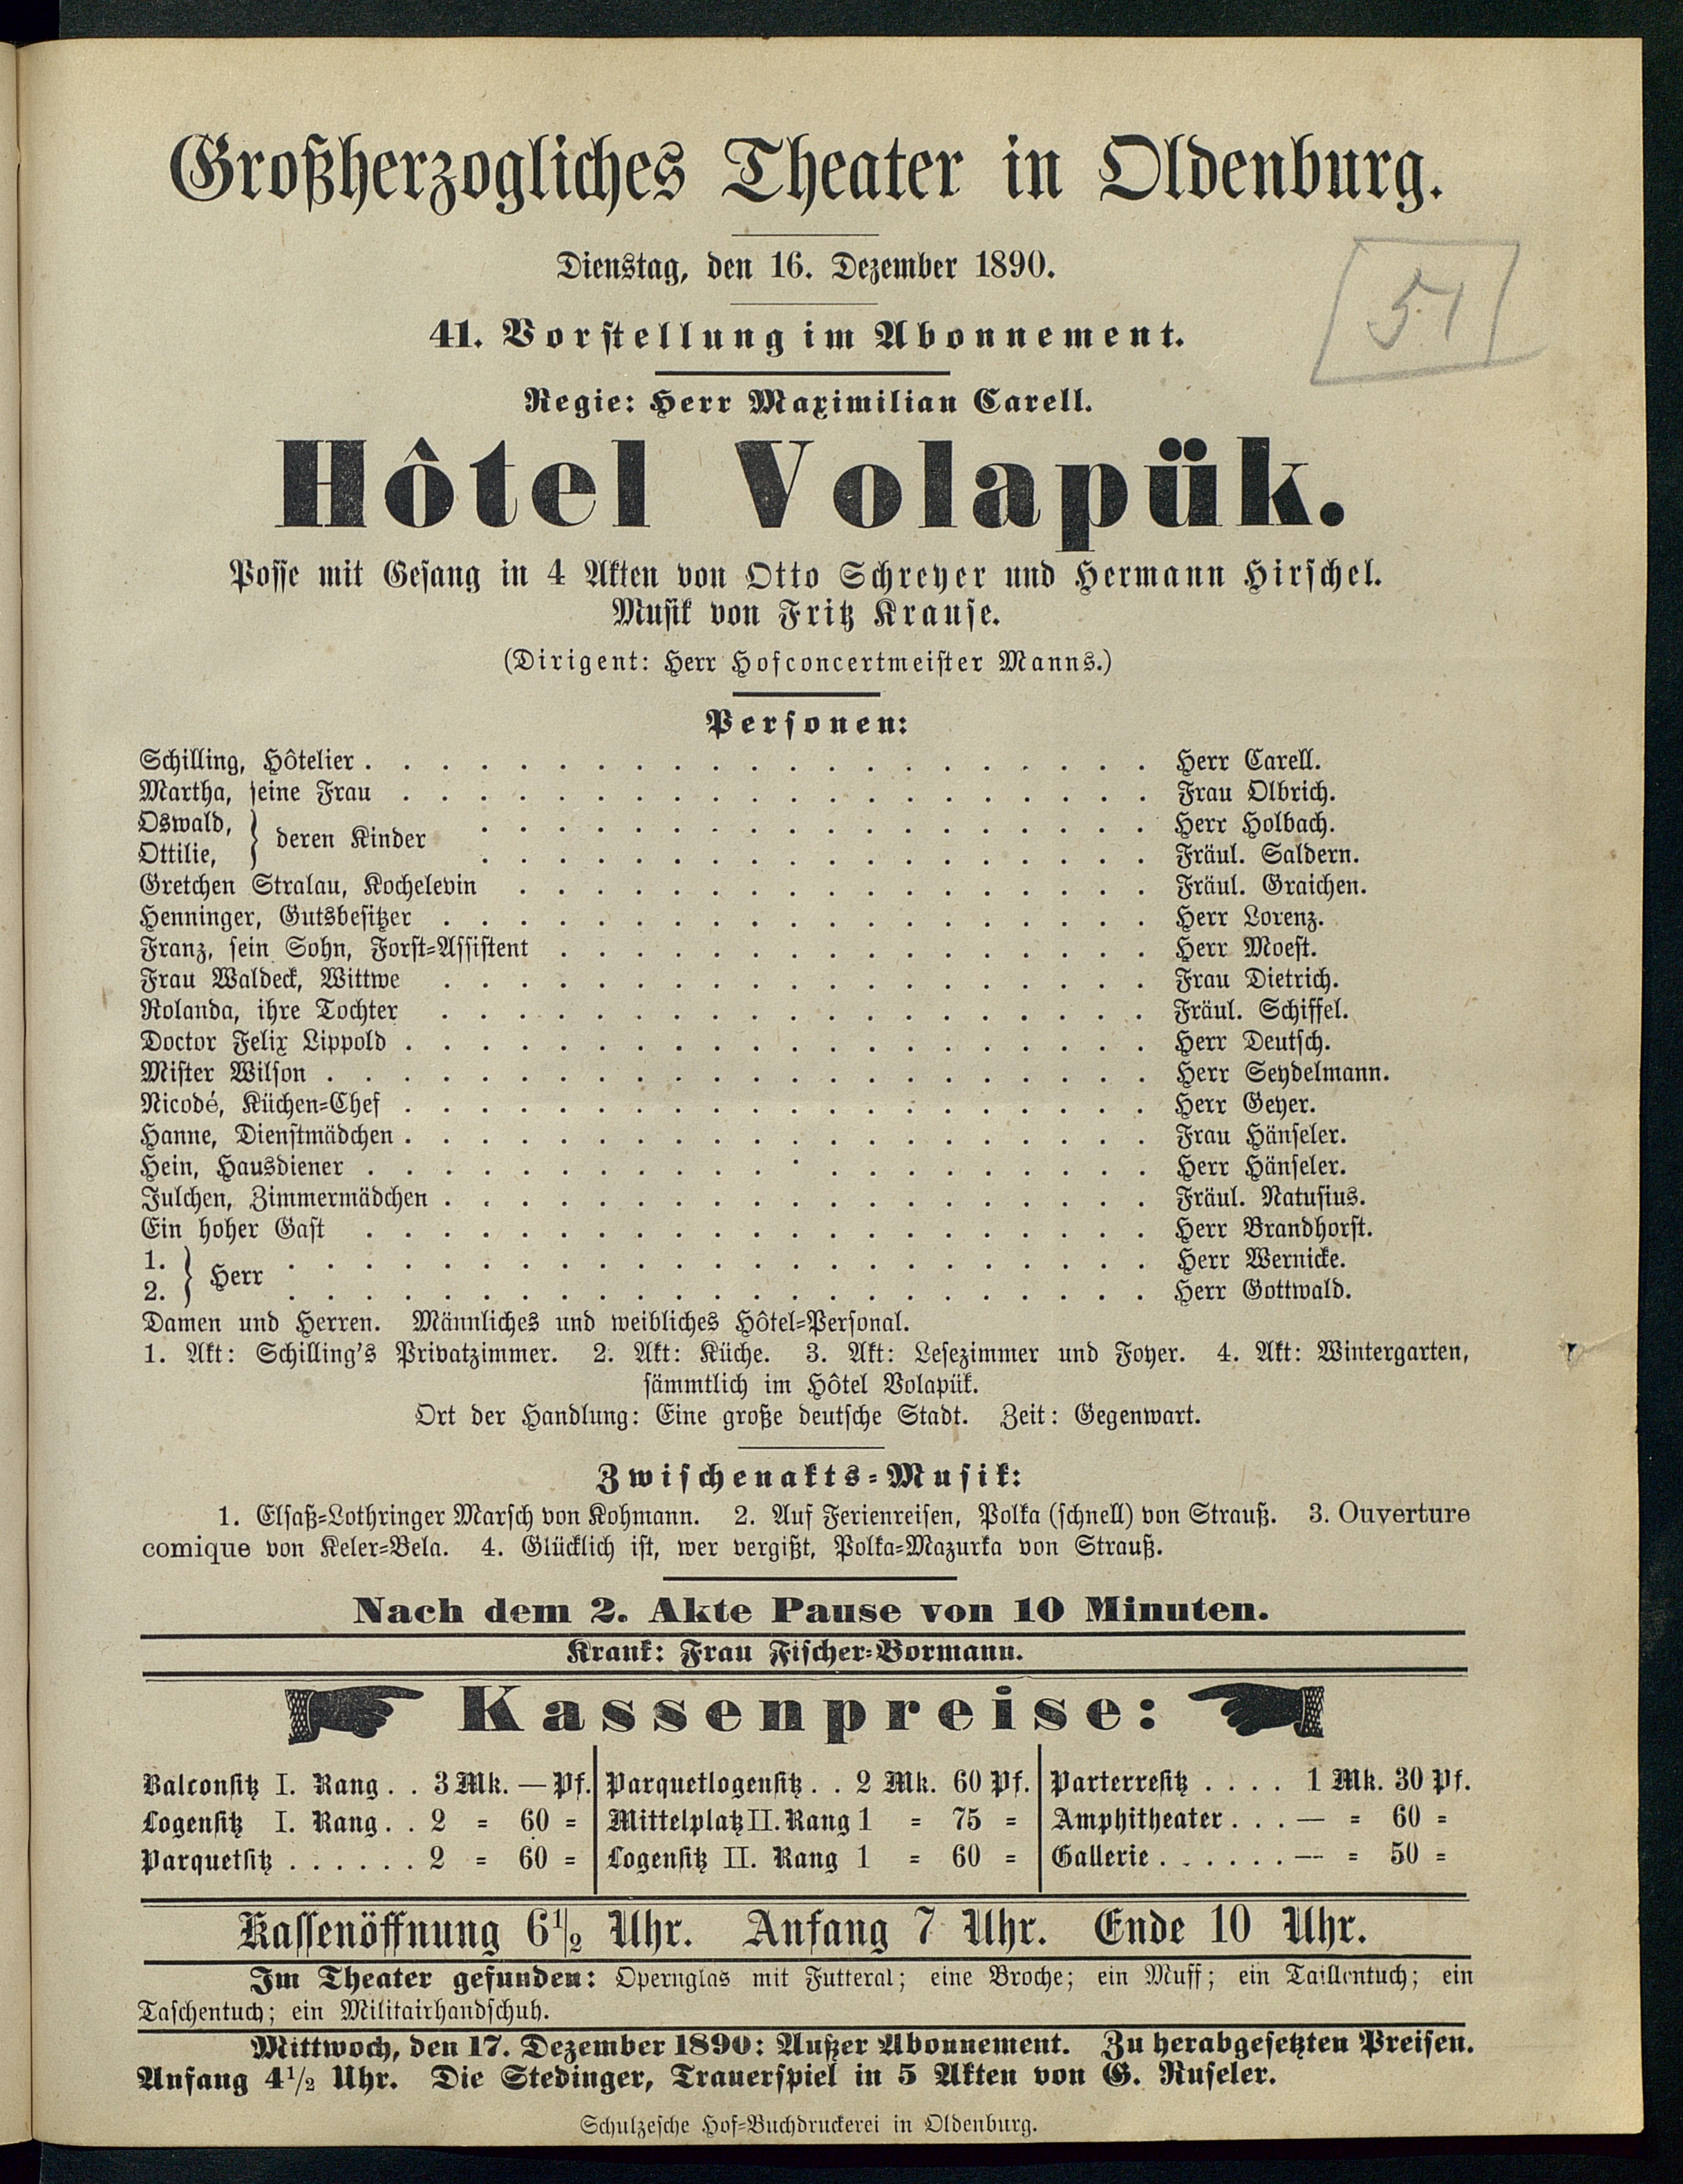 Großherzogliches Theater in Oldenburg.
Dienstag, den 16. Dezember 1890.
51
41. Vorstellung im Abonnement.
Regie: Herr Maximilian Carell.
Hôtel Volapük.
Posse mit Gesang in 4 Akten von Otto Schreyer und Hermann Hirschel.
Musik von Fritz Krause.
(Dirigent: Herr Hofconcertmeister Manns.)
Personen:
Schilling, Hôtelier . . . . . . . . . . Herr Carell.
Martha, seine Frau . . . . . . . . . . Frau Olbrich.
Oswald, } deren Kinder . . . . . . . . . . Herr Holbach.
Ottilie, } . . . . . . . . . . Fräul. Saldern.
Gretchen Stralau, Kochelevin . . . . . . . . . . Fräul. Graichen.
Henninger, Gutsbesitzer . . . . . . . . . . Herr Lorenz.
Franz, sein Sohn, Forst-Assistent . . . . . . . . . . Herr Moest.
Frau Waldeck, Wittwe . . . . . . . . . . Frau Dietrich.
Rolanda, ihre Tochter . . . . . . . . . . Fräul. Schiffel.
Doctor Felix Lippold . . . . . . . . . . Herr Deutsch.
Mister Wilson . . . . . . . . . . Herr Seydelmann.
Nicodé, Küchen-Chef . . . . . . . . . . Herr Geyer.
Hanne, Dienstmädchen . . . . . . . . . . Frau Hänseler.
Hein, Hausdiener . . . . . . . . . . Herr Hänseler.
Julchen, Zimmermädchen . . . . . . . . . . Fräul. Natusius.
Ein hoher Gast . . . . . . . . . . Herr Brandhorst.
1. } Herr . . . . . . . . . . Herr Wernicke.
2. } . . . . . . . . . . Herr Gottwald.
Damen und Herren. Männliches und weibliches Hôtel-Personal.
1. Akt: Schilling's Privatzimmer. 2. Akt: Küche. 3. Akt: Lesezimmer und Foyer. 4. Akt: Wintergarten,
sämmtlich im Hôtel Volapük.
Ort der Handlung: Eine große deutsche Stadt. Zeit: Gegenwart.
Zwischenakts-Musik:
1. Elsaß-Lothringer Marsch von Kohmann. 2. Auf Ferienreisen, Polka (schnell) von Strauß. 3. Ouverture
comique von Keler-Bela. 4. Glücklich ist, wer vergißt, Polka-Mazurka von Strauß.
Nach dem 2. Akte Pause von 10 Minuten.
Krank: Frau Fischer-Bormann.
Kassenpreise:
Balconsitz I. Rang . . 3 Mk. — Pf. Parquetlogensitz . . 2 Mk. 60 Pf. Parterresitz . . . . 1 Mk. 30 Pf.
Logensitz I. Rang . . 2 = 60 = Mittelplatz II. Rang 1 = 75 = Amphitheater . . . — = 60 =
Parquetsitz . . . . . . 2 = 60 = Logensitz II. Rang 1 = 60 = Gallerie . . . . . . — = 50 =
Kassenöffnung 6 1/2 Uhr. Anfang 7 Uhr. Ende 10 Uhr.
Im Theater gefunden: Opernglas mit Futteral; eine Broche; ein Muff; ein Taillentuch; ein
Taschentuch; ein Militairhandschuh.
Mittwoch, den 17. Dezember 1890: Außer Abonnement. Zu herabgesetzten Preisen.
Anfang 4 1/2 Uhr. Die Stedinger, Trauerspiel in 5 Akten von G. Ruseler.
Schulzesche Hof-Buchdruckerei in Oldenburg.